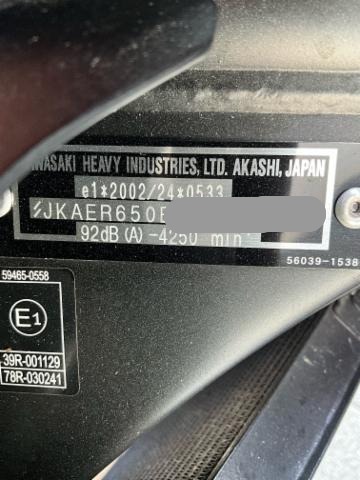 KAWASAKI HEAVY INDUSTRIES, LTD. AKASHI, JAPAN
e1*2002/24*0533
JKAER650
92dB (A) -4250 min
56039-1538
59465-0558
E1
39R-001129
78R-030241